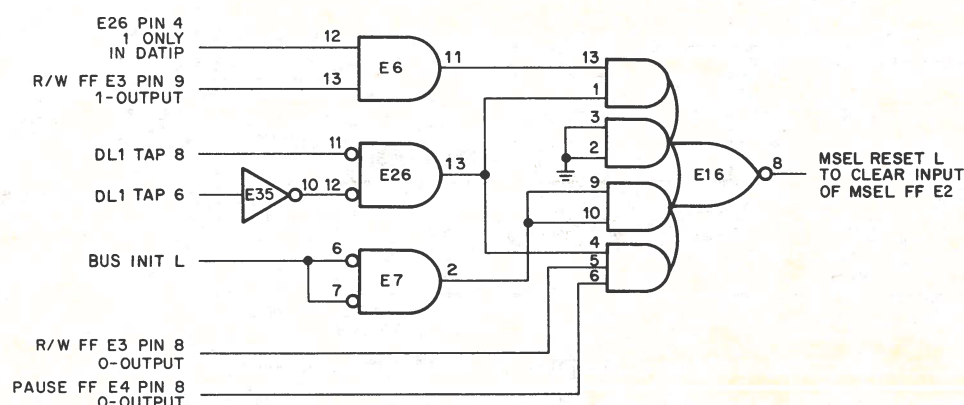 E26 PIN 4
1 ONLY
IN DATIP
12
E6
11
13
R/W FF E3 PIN 9
1-OUTPUT
13
1
3
2
DL1 TAP 8
11
E26
13
E16
8
MSEL RESET L
TO CLEAR INPUT
OF MSEL FF E2
DL1 TAP 6
E35
10 12
9
10
BUS INIT L
6
7
E7
2
4
5
6
R/W FF E3 PIN 8
0-OUTPUT
PAUSE FF E4 PIN 8
0-OUTPUT